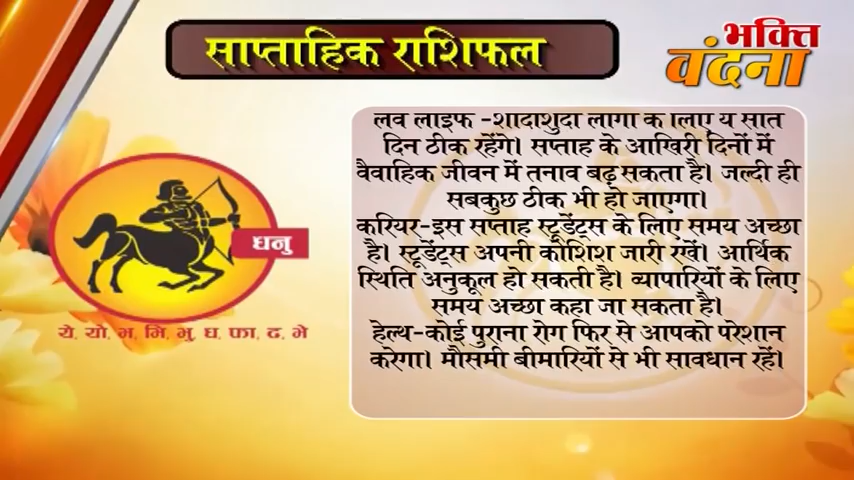 साप्ताहिक राशिफल
भक्ति
वंदना
लव लाइफ -शादीशुदा लोगों के लिए ये सात
दिन ठीक रहेंगे। सप्ताह के आखिरी दिनों में
वैवाहिक जीवन में तनाव बढ़ सकता है। जल्दी ही
सबकुछ ठीक भी हो जाएगा।
करियर-इस सप्ताह स्टूडेंट्स के लिए समय अच्छा
है। स्टूडेंट्स अपनी कोशिश जारी रखें। आर्थिक
स्थिति अनुकूल हो सकती है। व्यापारियों के लिए
समय अच्छा कहा जा सकता है।
हेल्थ-कोई पुराना रोग फिर से आपको परेशान
करेगा। मौसमी बीमारियों से भी सावधान रहें।
धनु
ये, यो, भ, भि, भु, ध, फा, ढ, भे